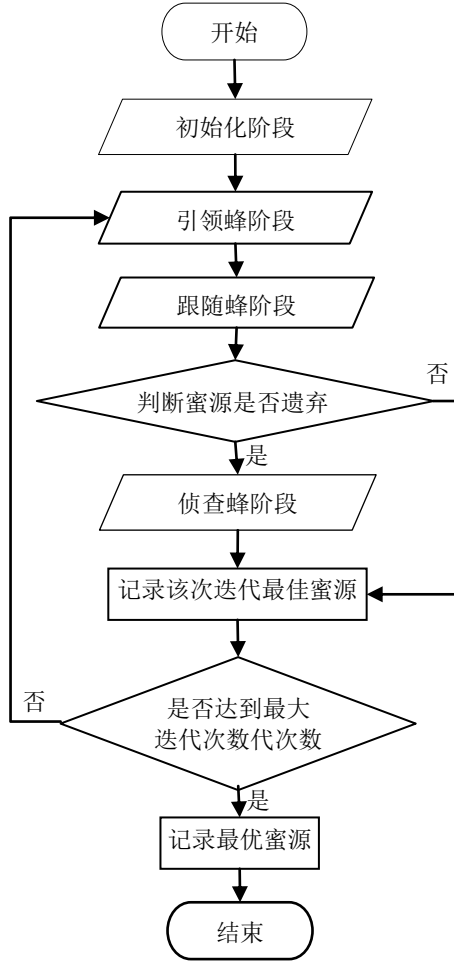 开始
初始化阶段
引领蜂阶段
跟随蜂阶段
判断蜜源是否遗弃
否
是
侦查蜂阶段
记录该次迭代最佳蜜源
否
是否达到最大
迭代次数代次数
是
记录最优蜜源
结束